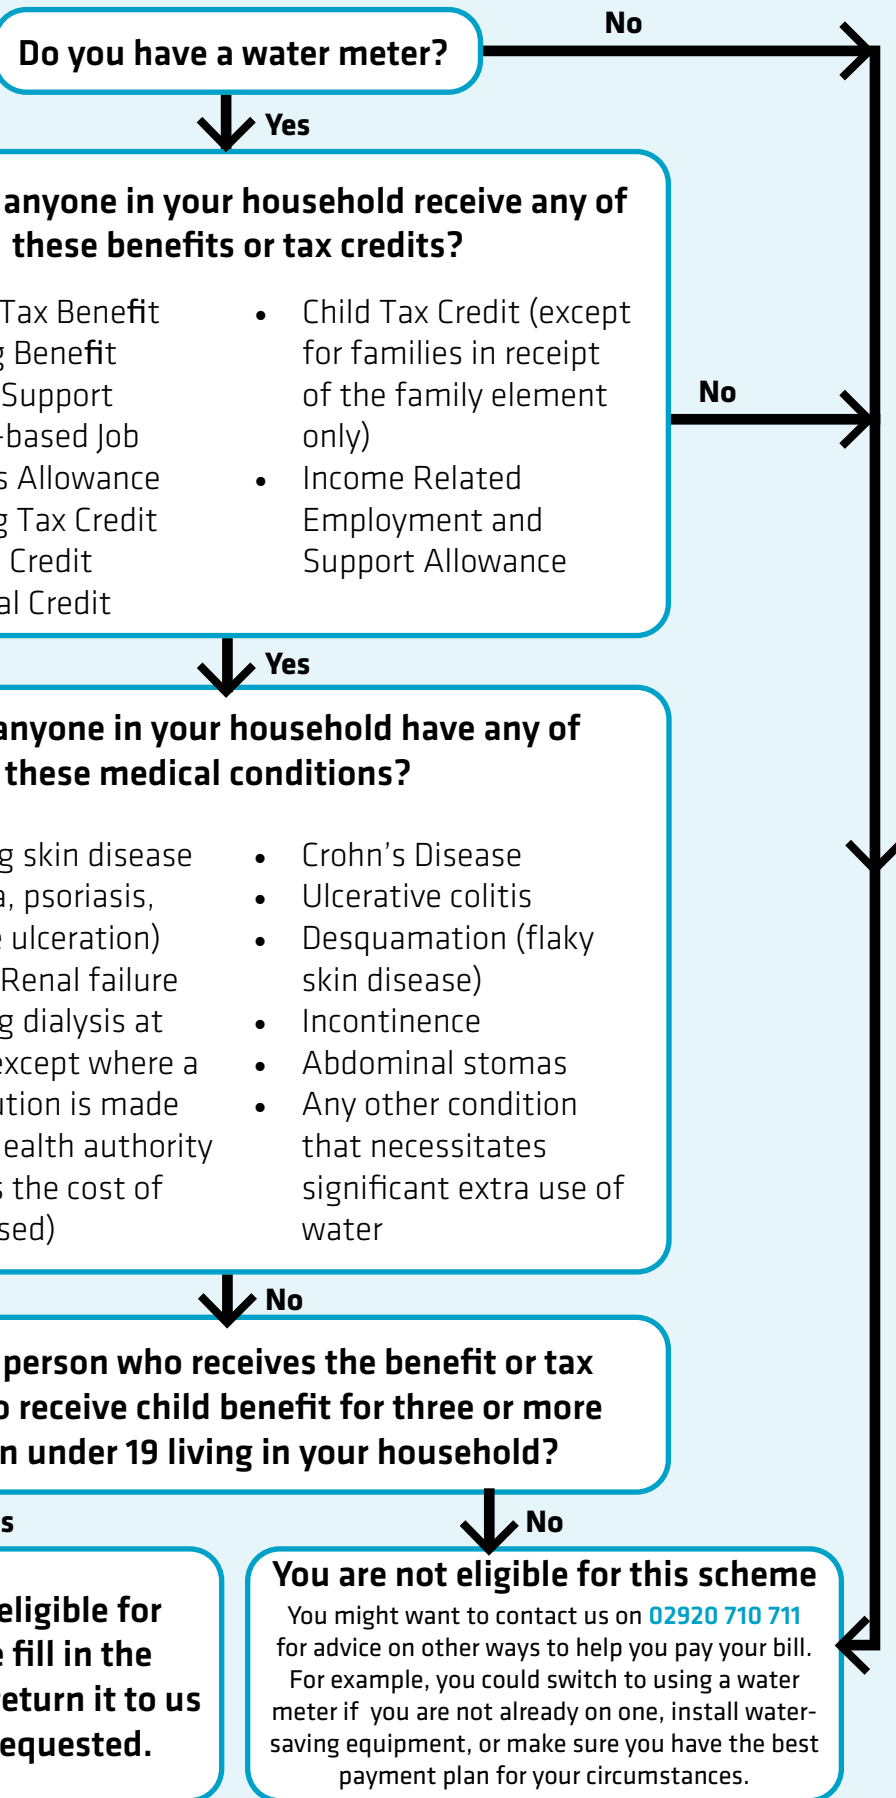 No
Do you have a water meter?
Yes
anyone in your household receive any of
these benefits or tax credits?
Tax Benefit
Benefit
Support
-based Job
Allowance
Tax Credit
Credit
Credit
• Child Tax Credit (except
for families in receipt
of the family element
only)
• Income Related
Employment and
Support Allowance
No
Yes
anyone in your household have any of
these medical conditions?
skin disease
psoriasis,
ulceration)
Renal failure
dialysis at
except where a
is made
health authority
the cost of
• Crohn's Disease
• Ulcerative colitis
• Desquamation (flaky
skin disease)
• Incontinence
• Abdominal stomas
• Any other condition
that necessitates
significant extra use of
water
No
person who receives the benefit or tax
receive child benefit for three or more
under 19 living in your household?
No
eligible for
fill in the
return it to us
requested.
You are not eligible for this scheme
You might want to contact us on 02920 710 711
for advice on other ways to help you pay your bill.
For example, you could switch to using a water
meter if you are not already on one, install water-
saving equipment, or make sure you have the best
payment plan for your circumstances.